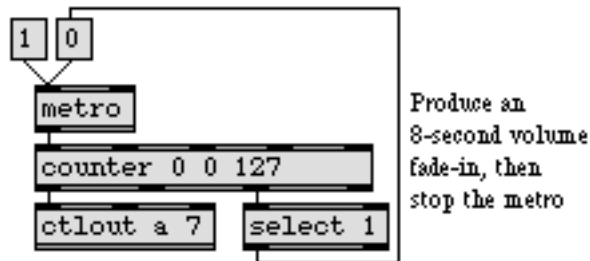 1 0
metro
Produce an
8-second volume
fade-in, then
stop the metro
counter 0 0 127
ctlout a 7
select 1